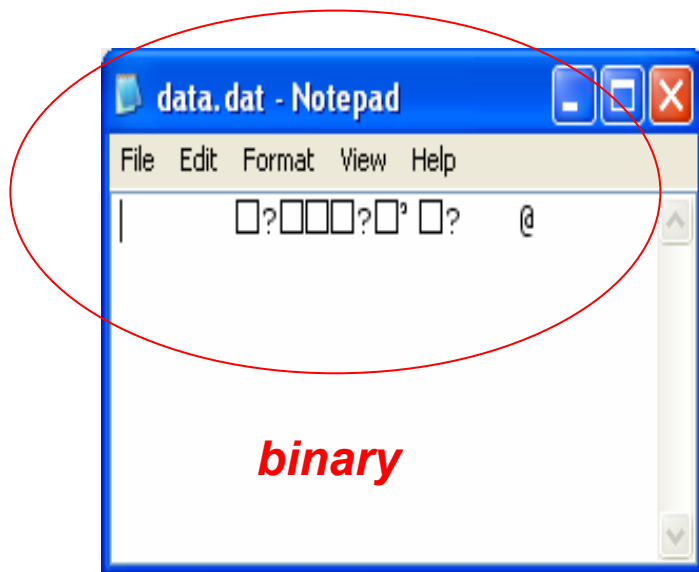 data.dat - Notepad
File Edit Format View Help
□?□□□?□’ □? @
binary